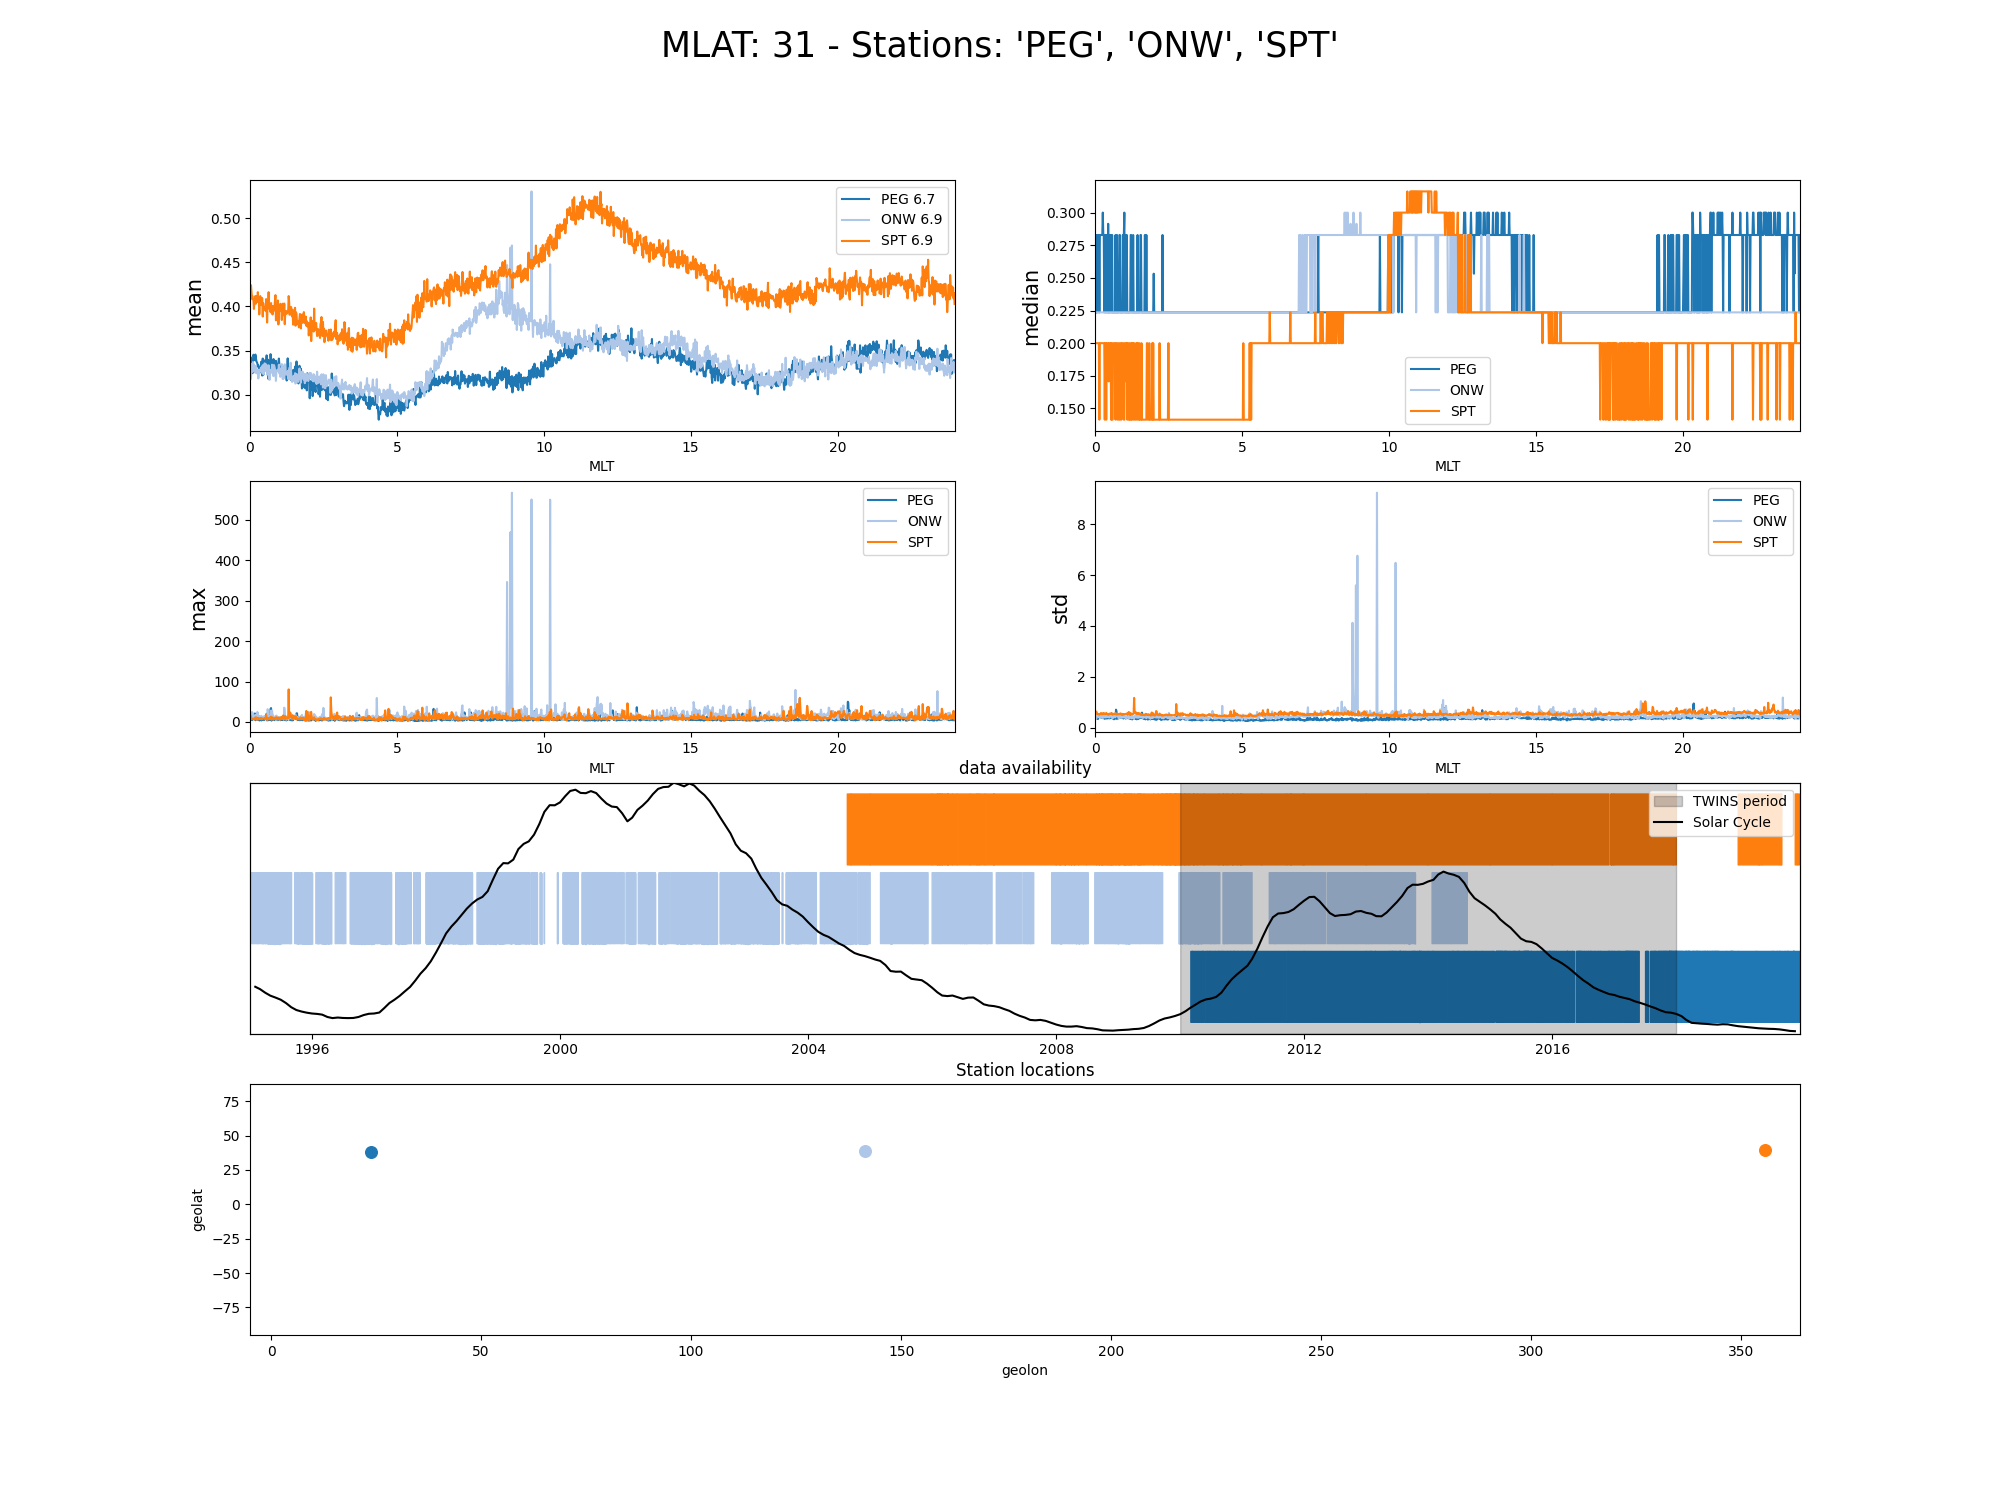 MLAT: 31 - Stations: 'PEG', 'ONW', 'SPT'
mean
0.50
0.45
0.40
0.35
0.30
PEG 6.7
ONW 6.9
SPT 6.9
0 5 10 15 20
MLT
median
0.300
0.275
0.250
0.225
0.200
0.175
0.150
PEG
ONW
SPT
0 5 10 15 20
MLT
max
500
400
300
200
100
0
PEG
ONW
SPT
0 5 10 15 20
MLT
std
8
6
4
2
0
PEG
ONW
SPT
0 5 10 15 20
MLT
data availability
TWINS period
Solar Cycle
1996 2000 2004 2008 2012 2016
Station locations
geolat
75
50
25
0
−25
−50
−75
0 50 100 150 200 250 300 350
geolon